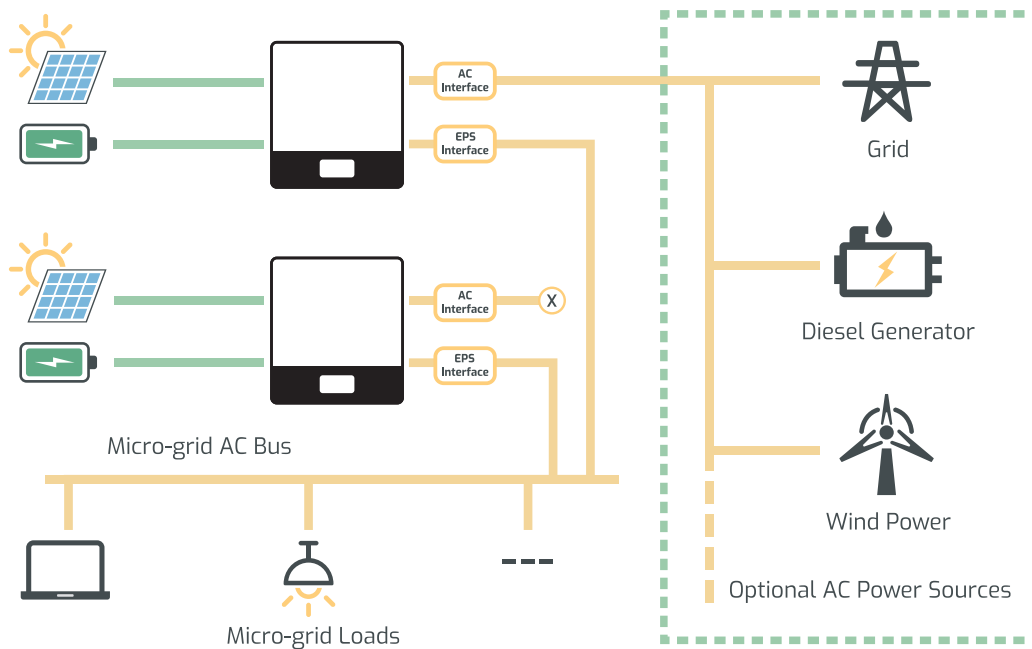 AC
Interface
Grid
EPS
Interface
AC
Interface
X
Diesel Generator
EPS
Interface
Micro-grid AC Bus
Wind Power
Optional AC Power Sources
Micro-grid Loads